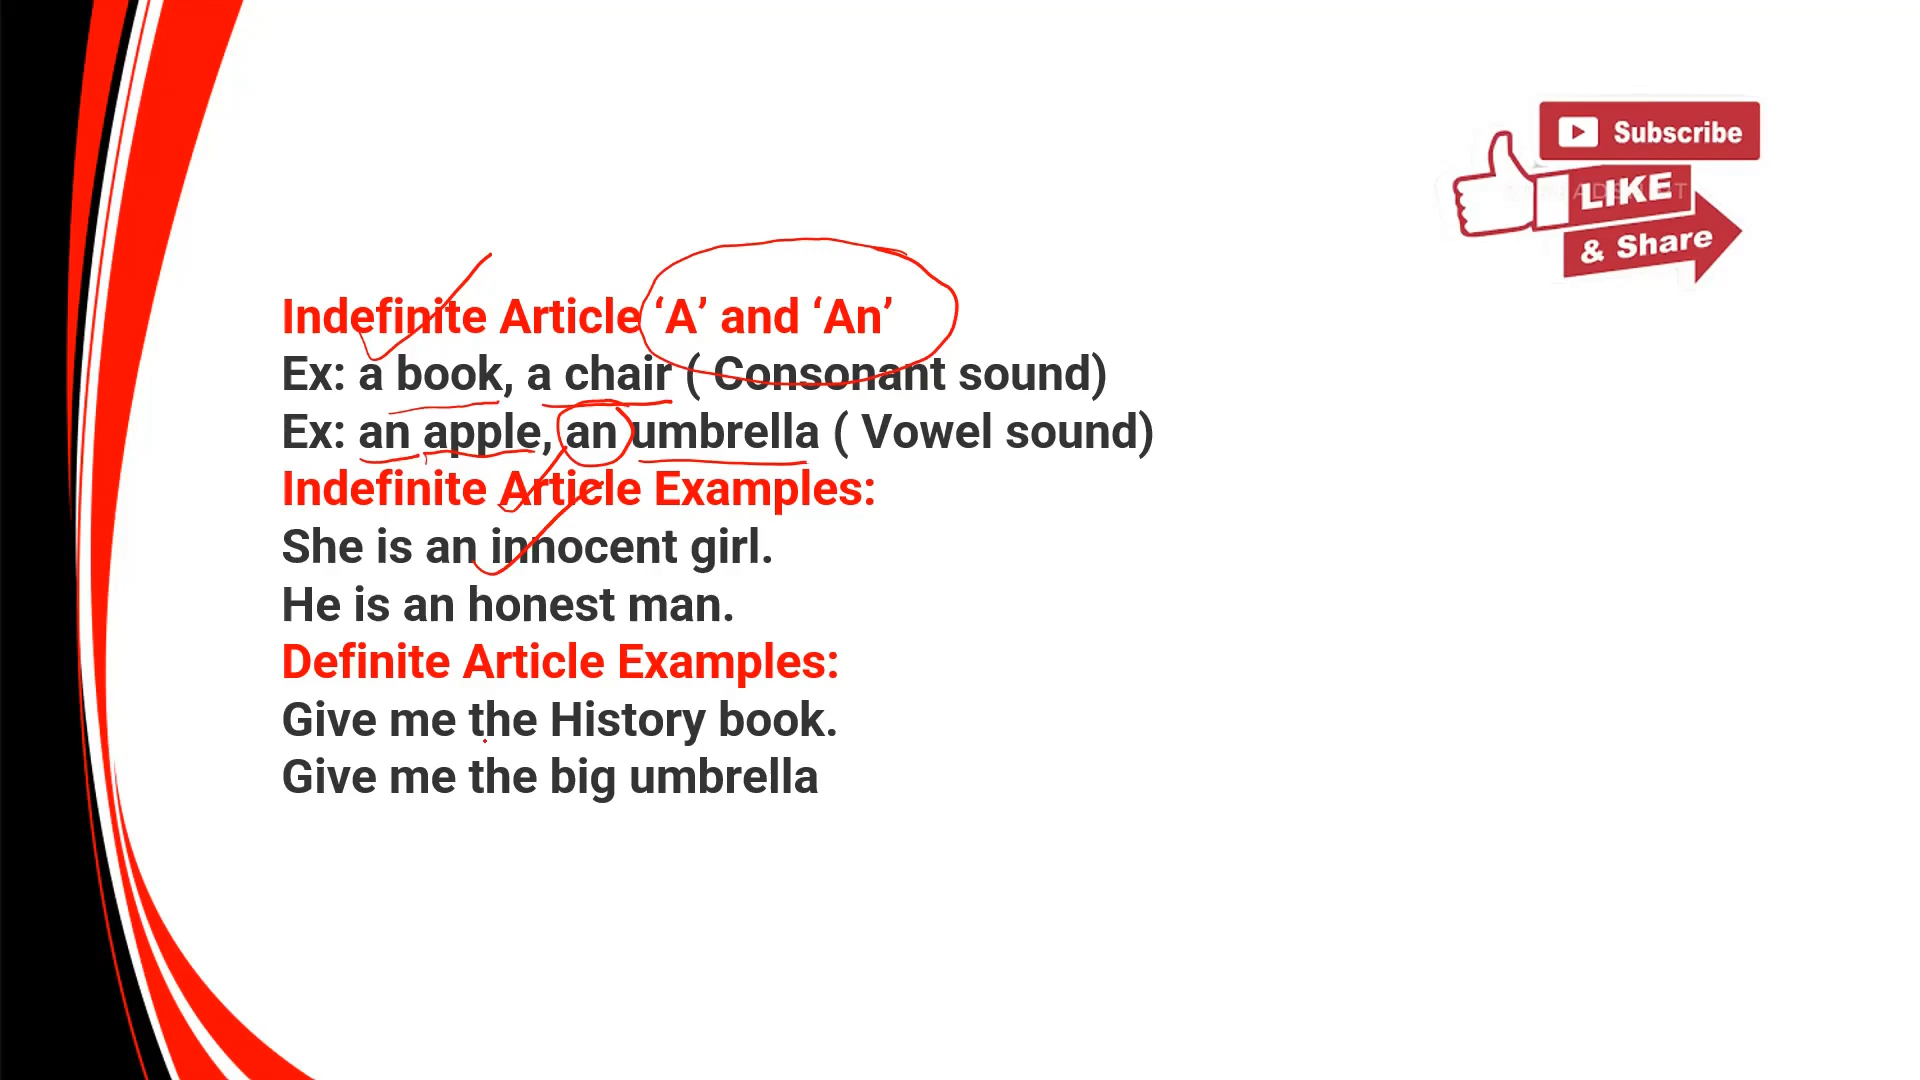 Subscribe
LIKE
& Share
Indefinite Article ‘A’ and ‘An’
Ex: a book, a chair ( Consonant sound)
Ex: an apple, an umbrella ( Vowel sound)
Indefinite Article Examples:
She is an innocent girl.
He is an honest man.
Definite Article Examples:
Give me the History book.
Give me the big umbrella